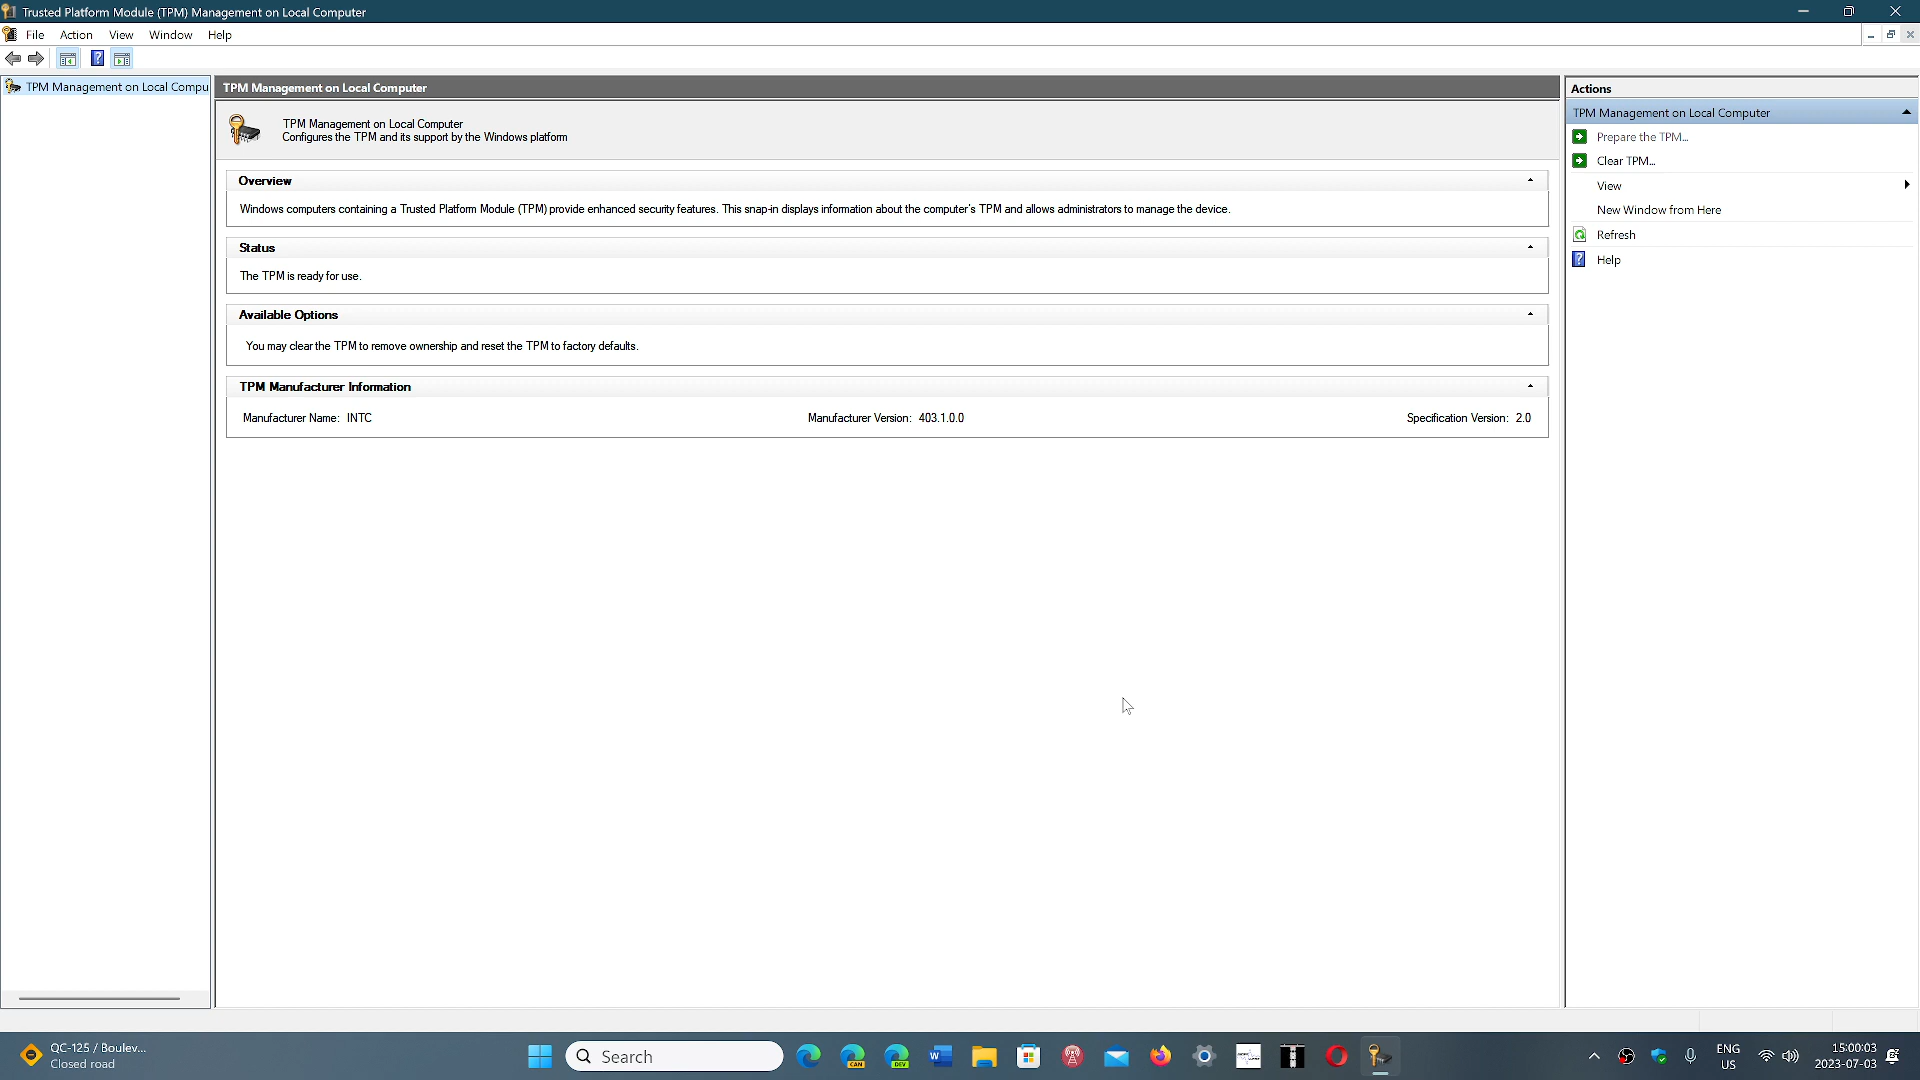 Trusted Platform Module (TPM) Management on Local Computer
File Action View Window Help
TPM Management on Local Compu
TPM Management on Local Computer
TPM Management on Local Computer
Configures the TPM and its support by the Windows platform
Overview
Windows computers containing a Trusted Platform Module (TPM) provide enhanced security features. This snap-in displays information about the computer's TPM and allows administrators to manage the device.
Status
The TPM is ready for use.
Available Options
You may clear the TPM to remove ownership and reset the TPM to factory defaults.
TPM Manufacturer Information
Manufacturer Name: INTC Manufacturer Version: 403.1.0.0 Specification Version: 2.0
Actions
TPM Management on Local Computer
Prepare the TPM...
Clear TPM...
View
New Window from Here
Refresh
Help
QC-125 / Boulev...
Closed road
Search
CAN
DEV
W
ENG
US
15:00:03
2023-07-03